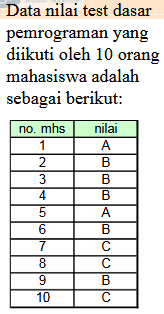 Data nilai test dasar
pemrograman yang
diikuti oleh 10 orang
mahasiswa adalah
sebagai berikut:
no. mhs nilai
1 A
2 B
3 B
4 B
5 A
6 B
7 C
8 C
9 B
10 C